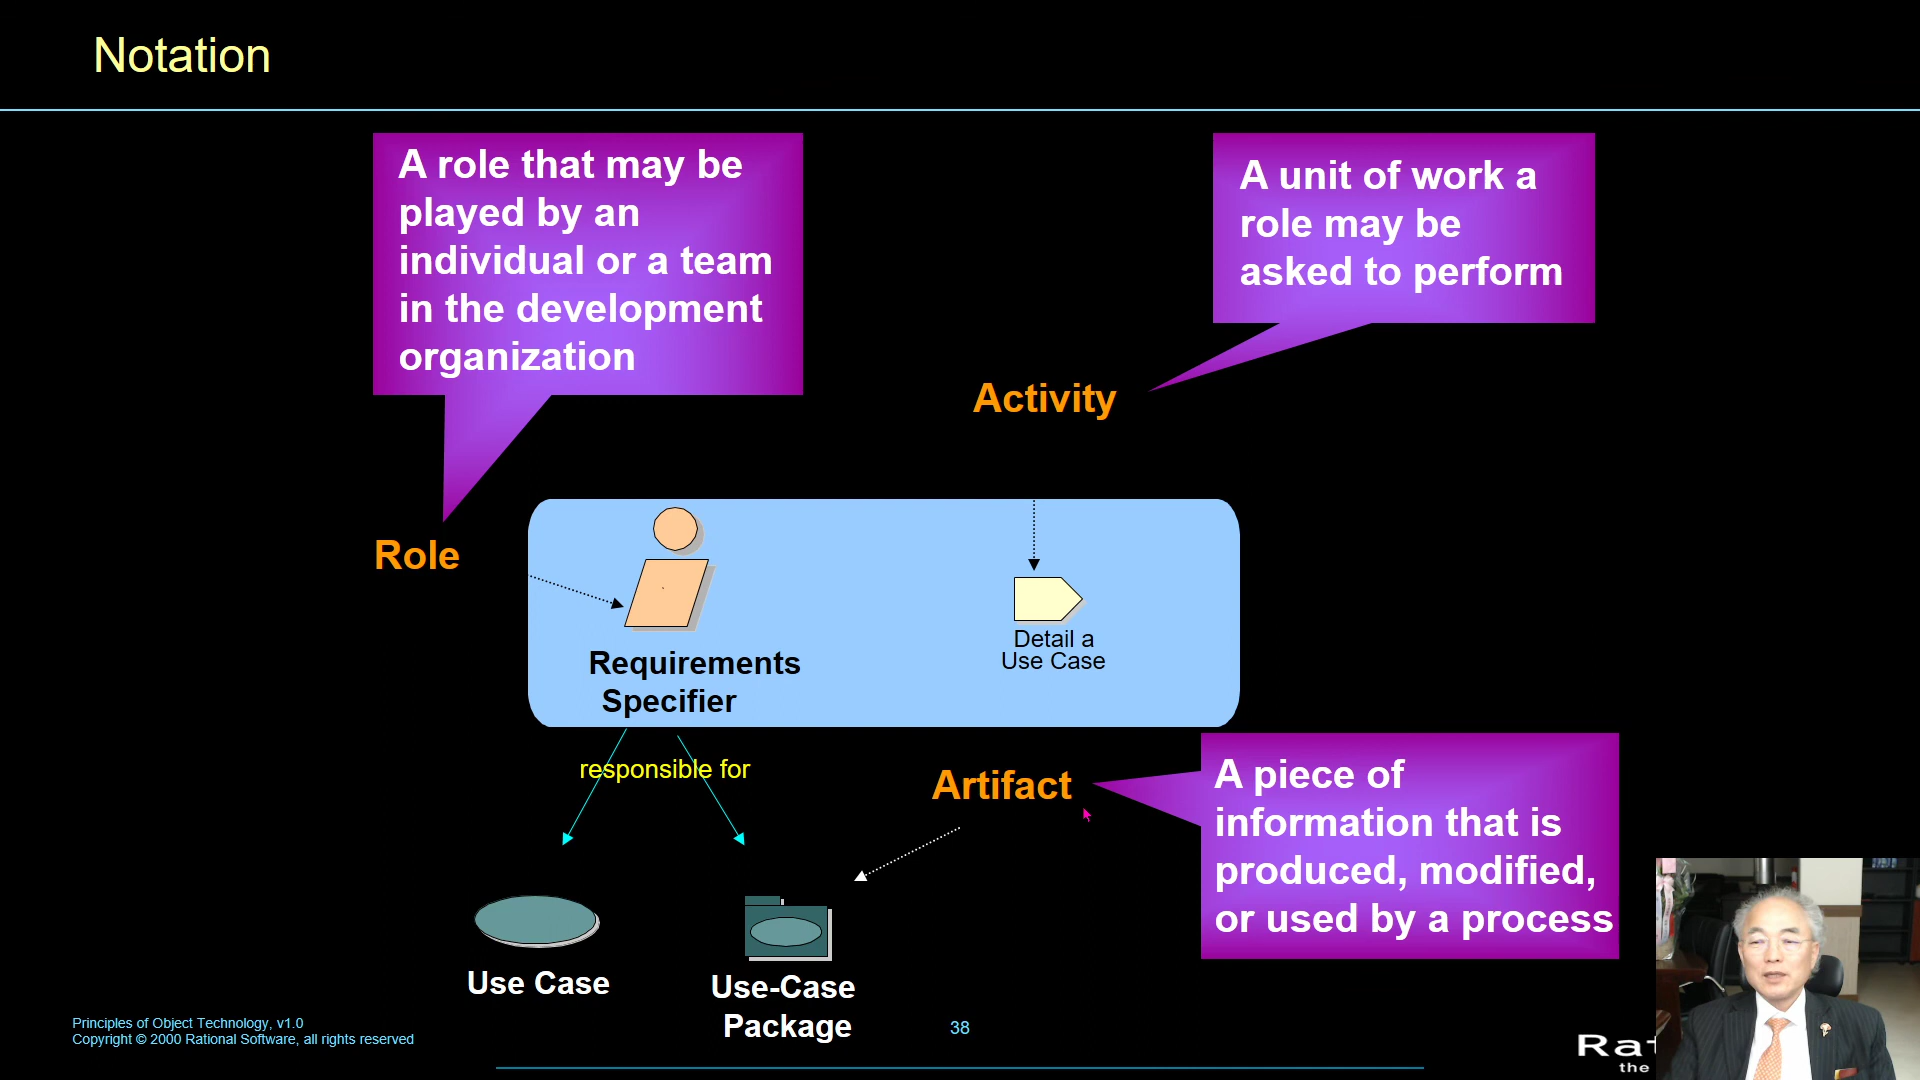 Notation
A role that may be
played by an
individual or a team
in the development
organization
A unit of work a
role may be
asked to perform
Activity
Role
Requirements
Specifier
Detail a
Use Case
responsible for
Artifact
A piece of
information that is
produced, modified,
or used by a process
Use Case
Use-Case
Package
Principles of Object Technology, v1.0
Copyright © 2000 Rational Software, all rights reserved
38
the